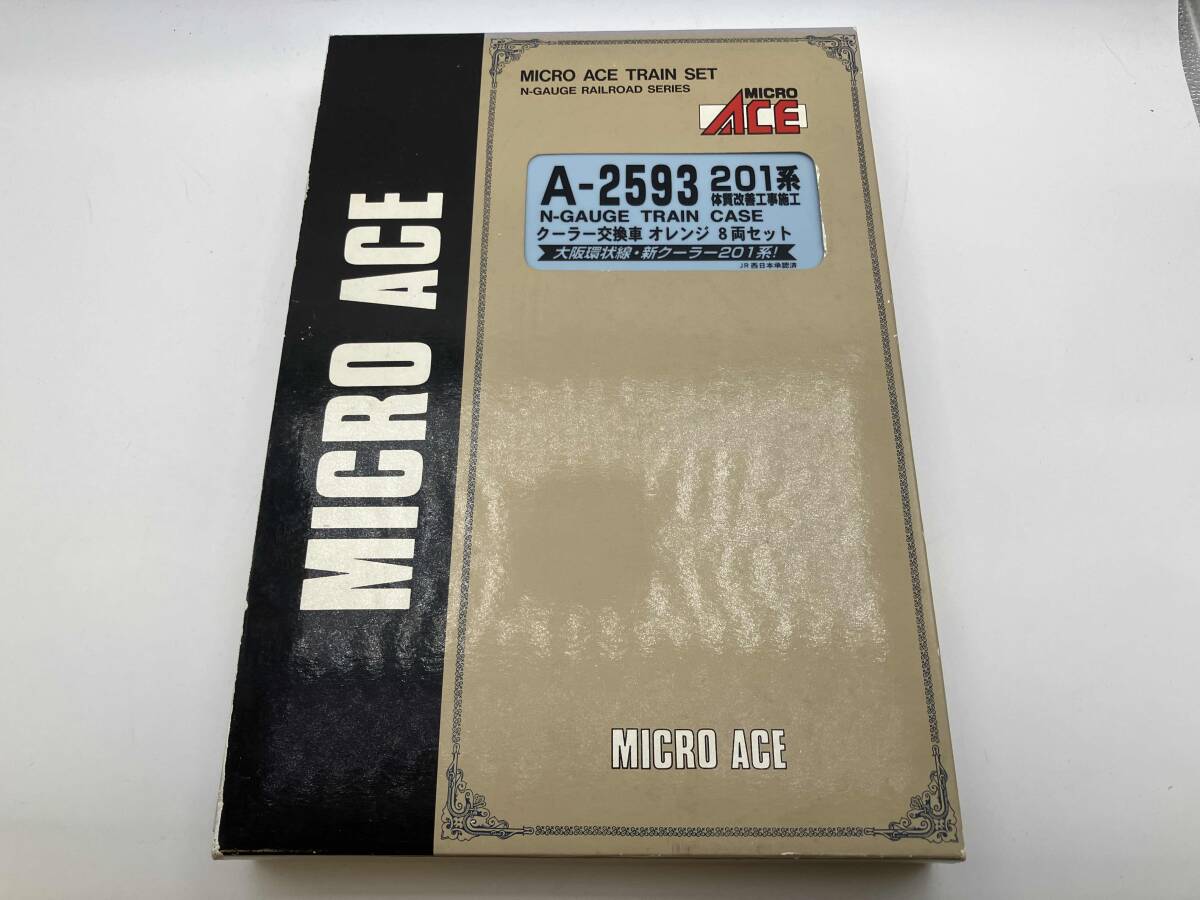 MICRO ACE TRAIN SET
N-GAUGE RAILROAD SERIES
MICRO
ACE
A-2593 201系
体質改善工事施工
N-GAUGE TRAIN CASE
クーラー交換車 オレンジ 8両セット
大阪環状線・新クーラー201系!
JR西日本承認済
MICRO ACE
MICRO ACE